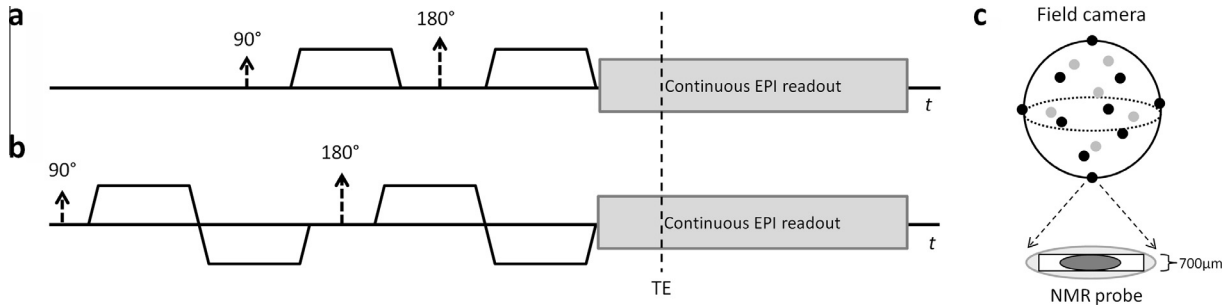 a
90°
180°
Continuous EPI readout
t
b
90°
180°
Continuous EPI readout
t
TE
c
Field camera
700µm
NMR probe